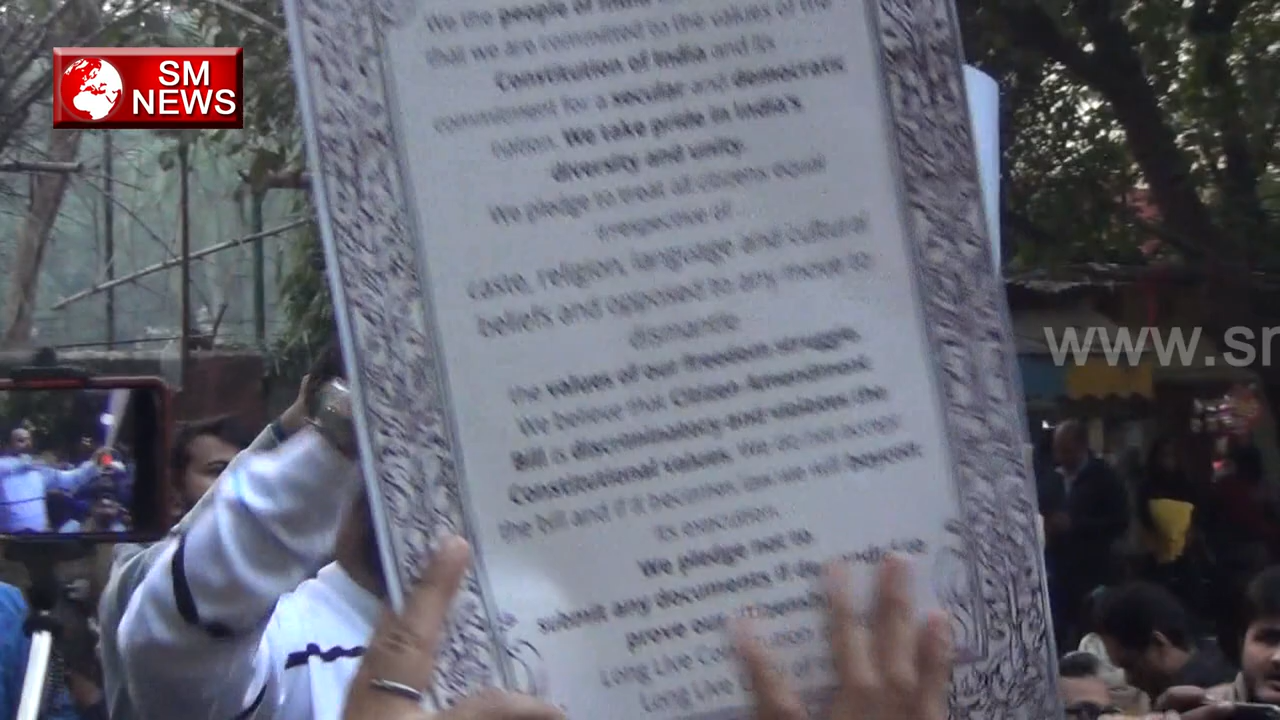 SM
NEWS
www.sm
We the people of India
that we are committed to the values of the
Constitution of India and its
commitment for a secular and democratic
nation. We take pride in India's
diversity and unity.
We pledge to treat all citizens equal
irrespective of
caste, religion, language and cultural
beliefs and opposed to any move to
dismantle
the values of our freedom struggle.
We believe that Citizen Amendment
Bill is discriminatory and violates the
Constitutional values. We do not accept
the bill and if it becomes law we will boycott
its execution.
We pledge not to
submit any documents if
prove our
Long Live
Long Live